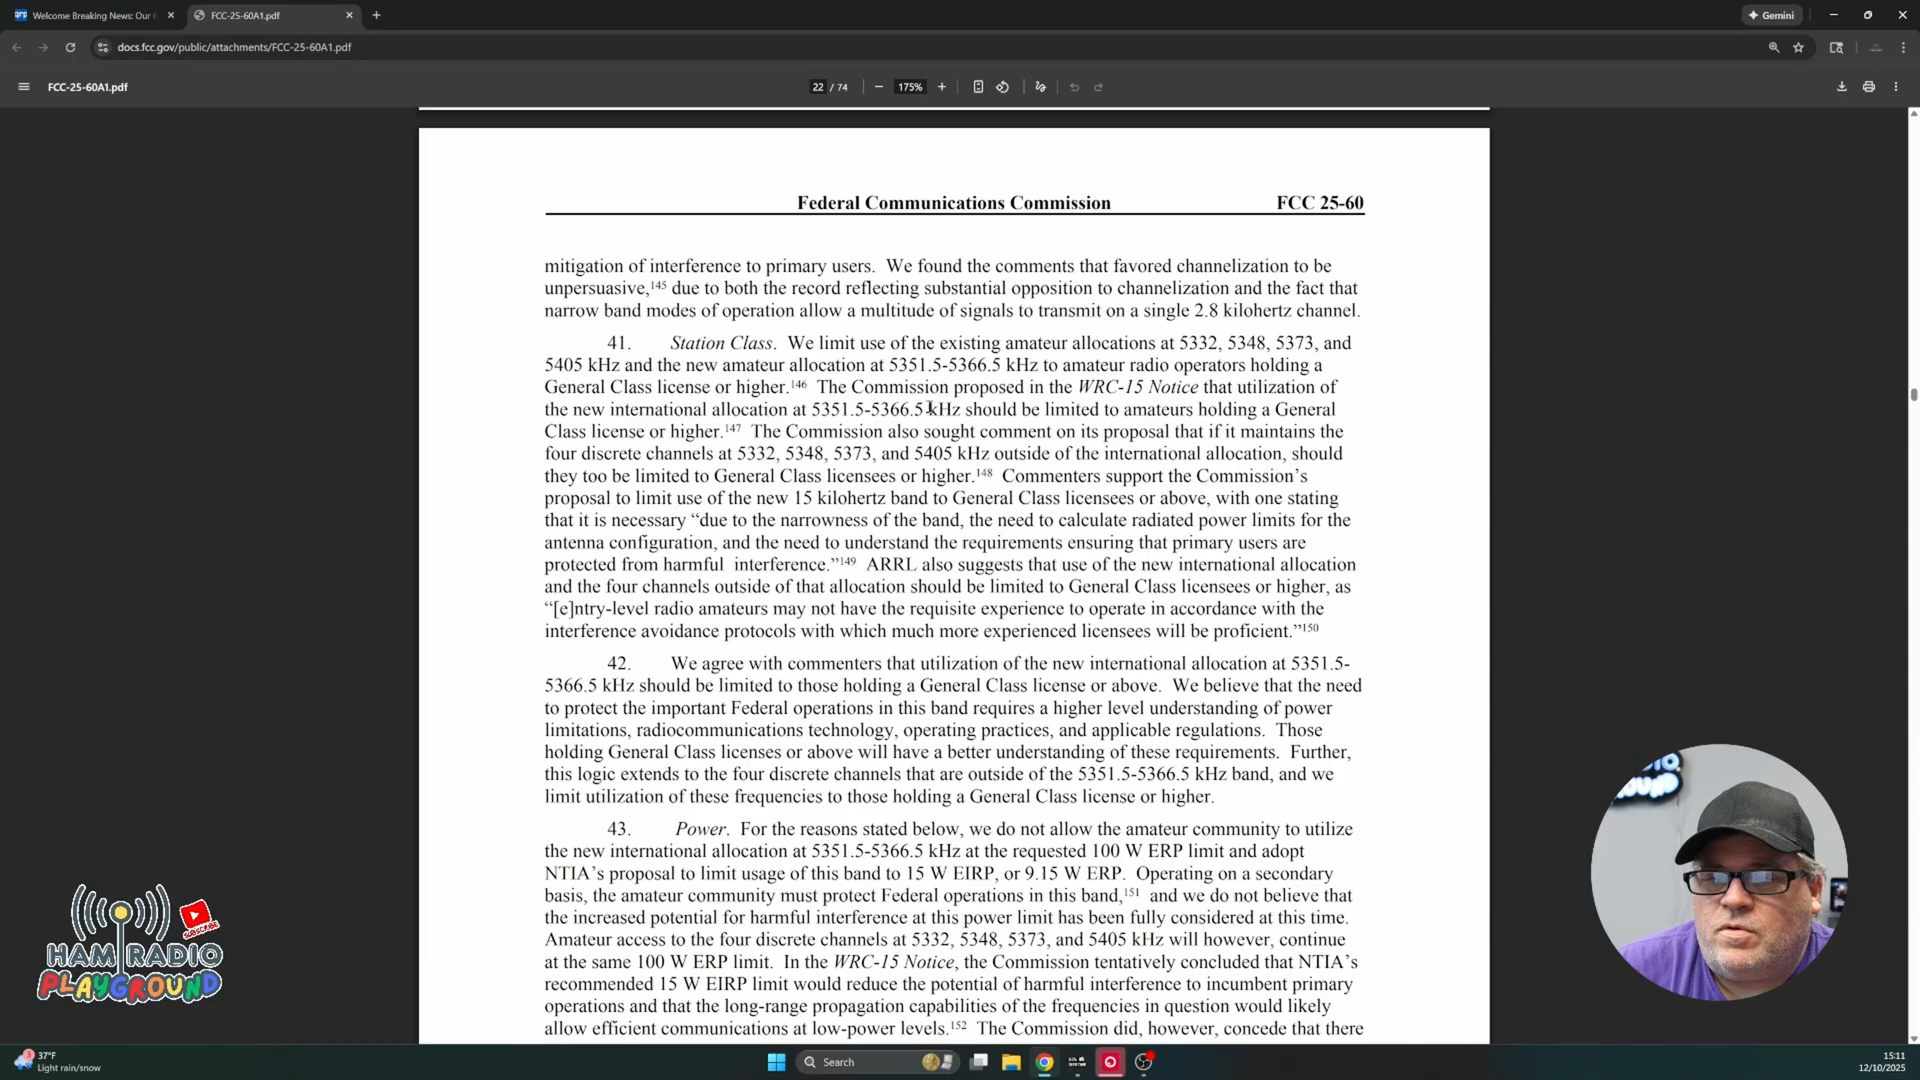 Welcome Breaking News: Our 6
FCC-25-60A1.pdf
Gemini
docs.fcc.gov/public/attachments/FCC-25-60A1.pdf
FCC-25-60A1.pdf
22 / 74
175%
Federal Communications Commission FCC 25-60
mitigation of interference to primary users. We found the comments that favored channelization to be
unpersuasive,145 due to both the record reflecting substantial opposition to channelization and the fact that
narrow band modes of operation allow a multitude of signals to transmit on a single 2.8 kilohertz channel.
41. Station Class. We limit use of the existing amateur allocations at 5332, 5348, 5373, and
5405 kHz and the new amateur allocation at 5351.5-5366.5 kHz to amateur radio operators holding a
General Class license or higher.146 The Commission proposed in the WRC-15 Notice that utilization of
the new international allocation at 5351.5-5366.5 kHz should be limited to amateurs holding a General
Class license or higher.147 The Commission also sought comment on its proposal that if it maintains the
four discrete channels at 5332, 5348, 5373, and 5405 kHz outside of the international allocation, should
they too be limited to General Class licensees or higher.148 Commenters support the Commission’s
proposal to limit use of the new 15 kilohertz band to General Class licensees or above, with one stating
that it is necessary “due to the narrowness of the band, the need to calculate radiated power limits for the
antenna configuration, and the need to understand the requirements ensuring that primary users are
protected from harmful interference.”149 ARRL also suggests that use of the new international allocation
and the four channels outside of that allocation should be limited to General Class licensees or higher, as
“[e]ntry-level radio amateurs may not have the requisite experience to operate in accordance with the
interference avoidance protocols with which much more experienced licensees will be proficient.”150
42. We agree with commenters that utilization of the new international allocation at 5351.5-
5366.5 kHz should be limited to those holding a General Class license or above. We believe that the need
to protect the important Federal operations in this band requires a higher level understanding of power
limitations, radiocommunications technology, operating practices, and applicable regulations. Those
holding General Class licenses or above will have a better understanding of these requirements. Further,
this logic extends to the four discrete channels that are outside of the 5351.5-5366.5 kHz band, and we
limit utilization of these frequencies to those holding a General Class license or higher.
43. Power. For the reasons stated below, we do not allow the amateur community to utilize
the new international allocation at 5351.5-5366.5 kHz at the requested 100 W ERP limit and adopt
NTIA’s proposal to limit usage of this band to 15 W EIRP, or 9.15 W ERP. Operating on a secondary
basis, the amateur community must protect Federal operations in this band,151 and we do not believe that
the increased potential for harmful interference at this power limit has been fully considered at this time.
Amateur access to the four discrete channels at 5332, 5348, 5373, and 5405 kHz will however, continue
at the same 100 W ERP limit. In the WRC-15 Notice, the Commission tentatively concluded that NTIA’s
recommended 15 W EIRP limit would reduce the potential of harmful interference to incumbent primary
operations and that the long-range propagation capabilities of the frequencies in question would likely
allow efficient communications at low-power levels.152 The Commission did, however, concede that there
SUBSCRIBE
HAM RADIO
PLAYGROUND
37°F
Light rain/snow
Search
15:11
12/10/2025